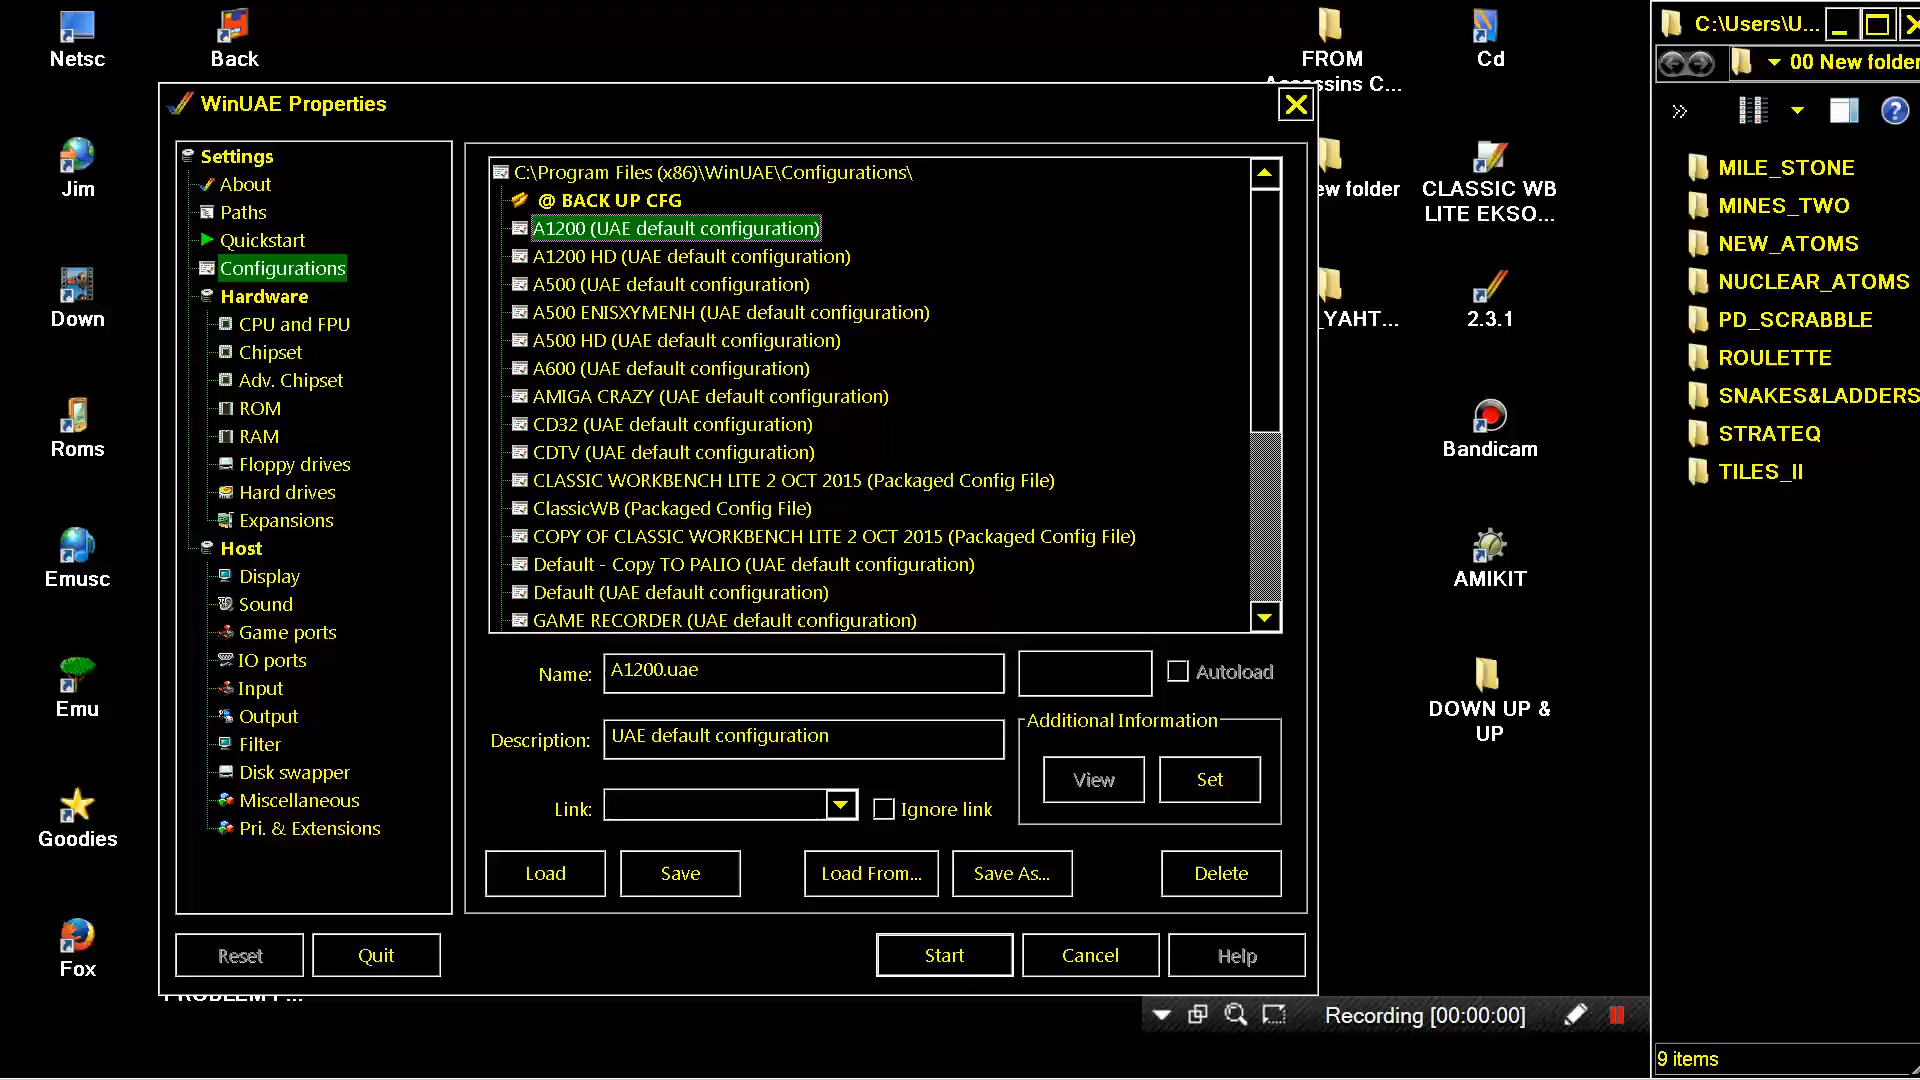 Netsc
Back
Jim
Down
Roms
Emusc
Emu
Goodies
Fox
WinUAE Properties
Settings
About
Paths
Quickstart
Configurations
Hardware
CPU and FPU
Chipset
Adv. Chipset
ROM
RAM
Floppy drives
Hard drives
Expansions
Host
Display
Sound
Game ports
IO ports
Input
Output
Filter
Disk swapper
Miscellaneous
Pri. & Extensions
C:\Program Files (x86)\WinUAE\Configurations\
@ BACK UP CFG
A1200 (UAE default configuration)
A1200 HD (UAE default configuration)
A500 (UAE default configuration)
A500 ENISXYMENH (UAE default configuration)
A500 HD (UAE default configuration)
A600 (UAE default configuration)
AMIGA CRAZY (UAE default configuration)
CD32 (UAE default configuration)
CDTV (UAE default configuration)
CLASSIC WORKBENCH LITE 2 OCT 2015 (Packaged Config File)
ClassicWB (Packaged Config File)
COPY OF CLASSIC WORKBENCH LITE 2 OCT 2015 (Packaged Config File)
Default - Copy TO PALIO (UAE default configuration)
Default (UAE default configuration)
GAME RECORDER (UAE default configuration)
Name: A1200.uae
Autoload
Description: UAE default configuration
Additional Information
View Set
Link:
Ignore link
Load Save Load From... Save As... Delete
Reset Quit Start Cancel Help
FROM
C...
folder
_YAHT...
Cd
CLASSIC WB
LITE EKSO...
2.3.1
Bandicam
AMIKIT
DOWN UP &
UP
Recording [00:00:00]
C:\Users\U...
00 New folder
MILE_STONE
MINES_TWO
NEW_ATOMS
NUCLEAR_ATOMS
PD_SCRABBLE
ROULETTE
SNAKES&LADDERS
STRATEQ
TILES_II
9 items